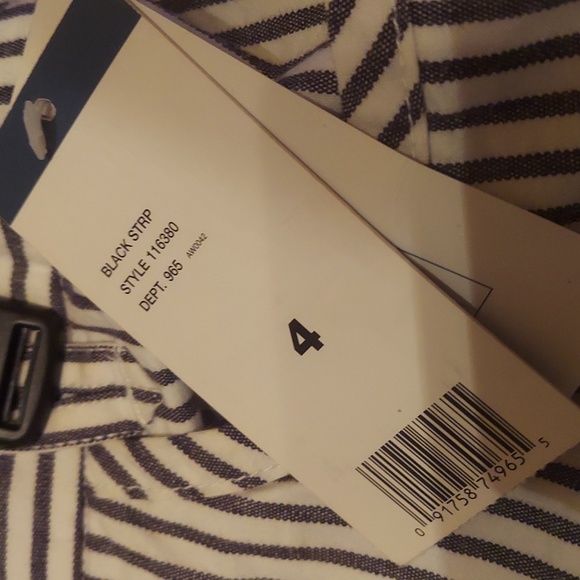 BLACK STRP
STYLE 116380
DEPT. 965 AW0042
4
0 91758 74965 5